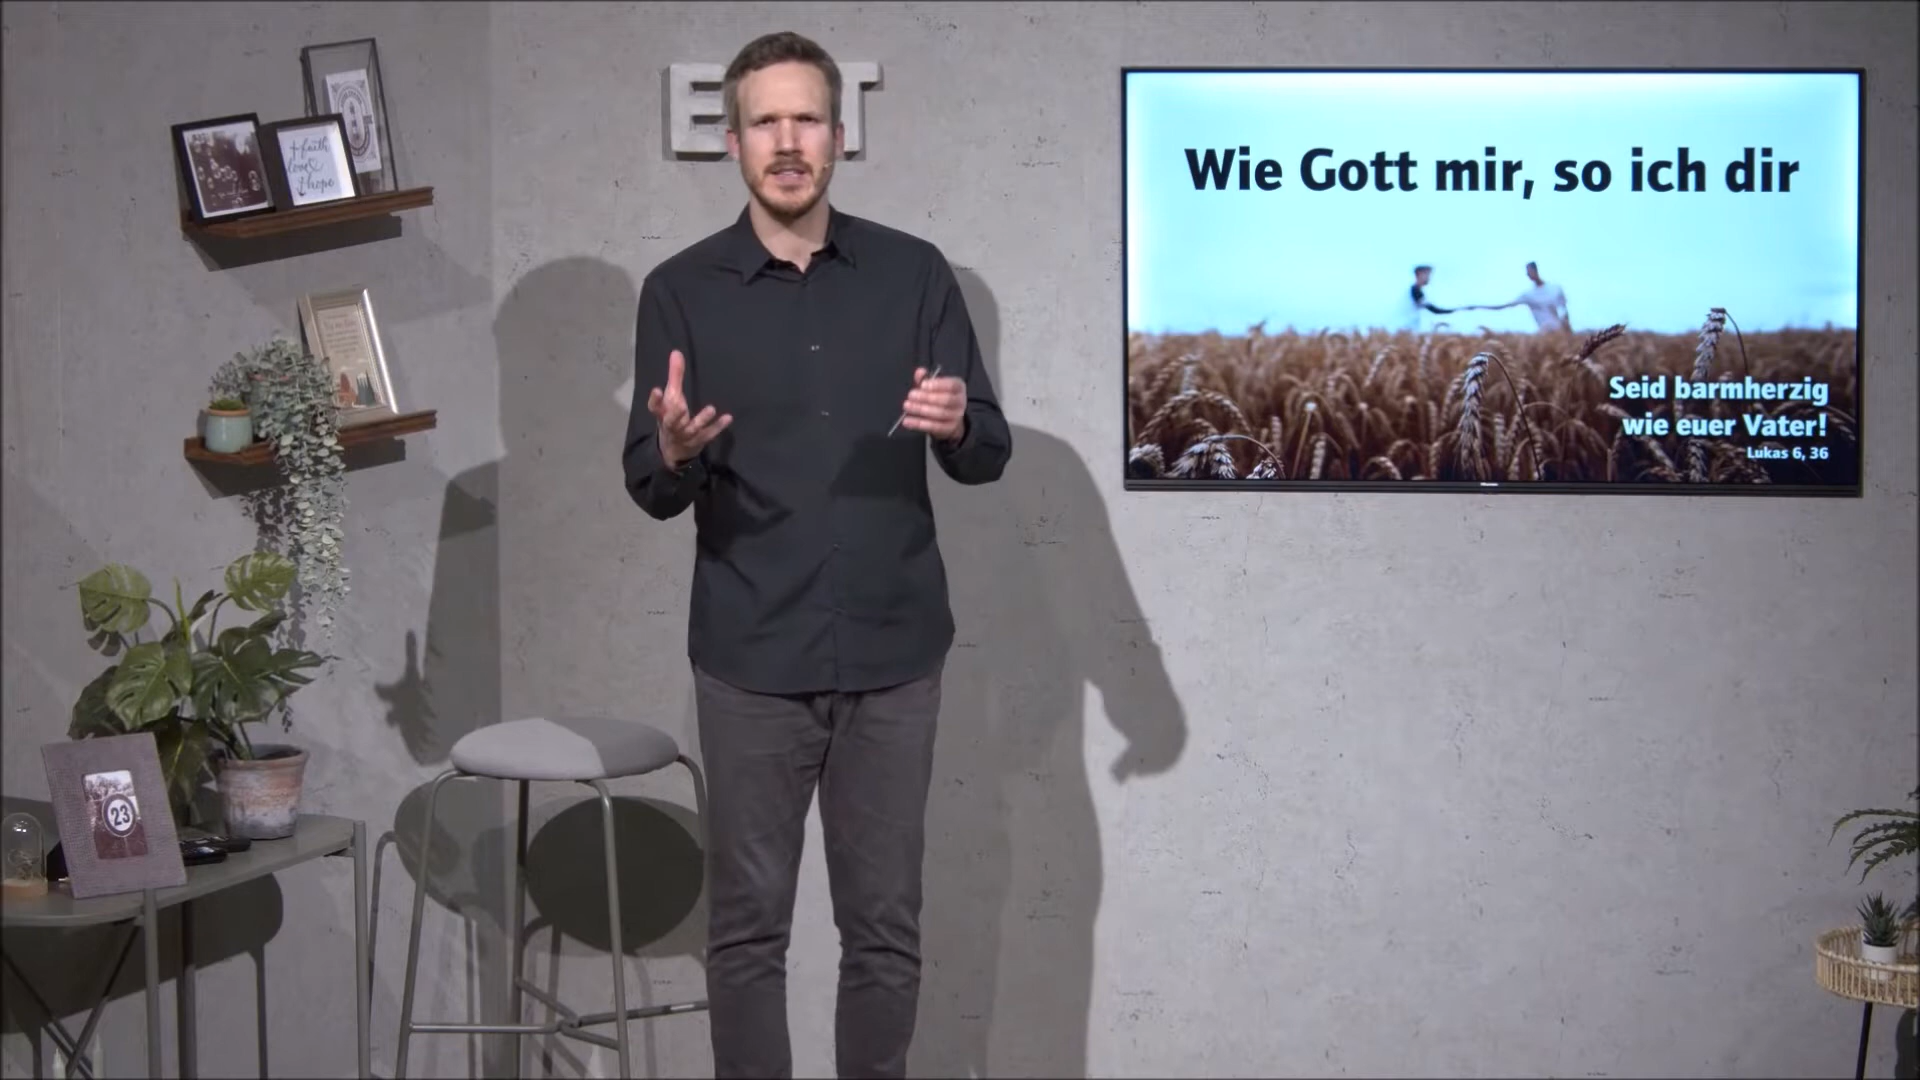 faith
love
hope
E
T
Wie Gott mir, so ich dir
Seid barmherzig
wie euer Vater!
Lukas 6, 36
23